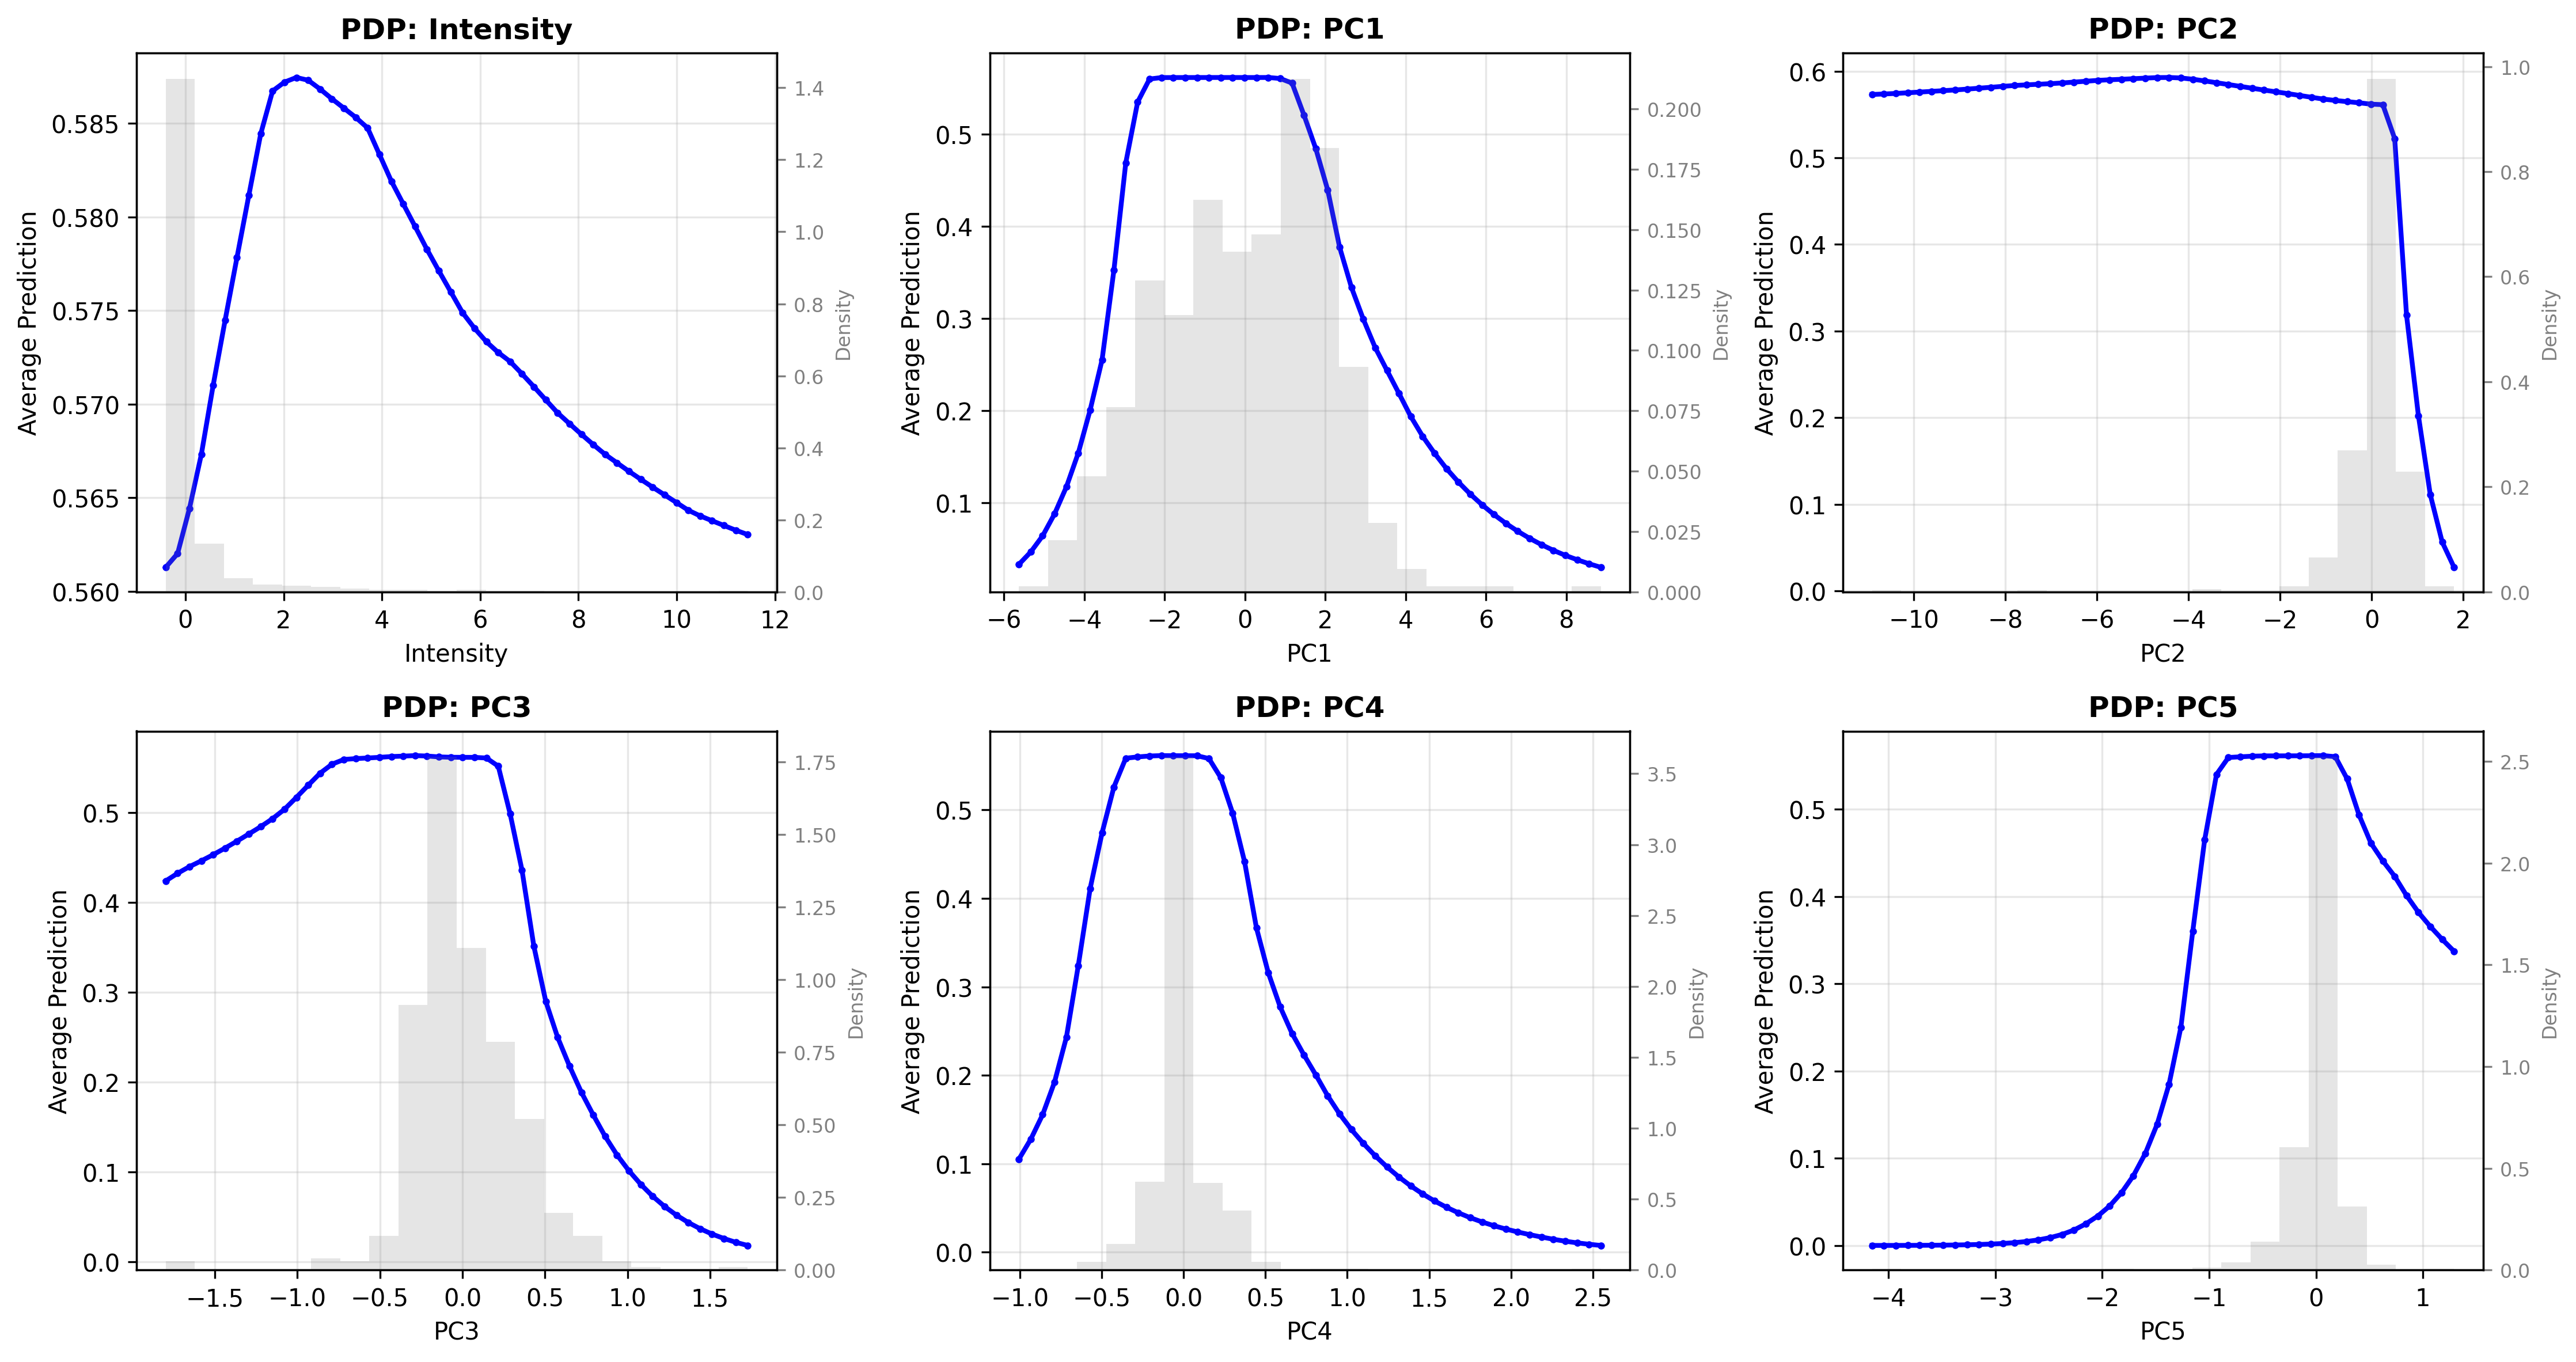 PDP: Intensity
Average Prediction
0.585
0.580
0.575
0.570
0.565
0.560
1.4
1.2
1.0
0.8
0.6
0.4
0.2
0.0
Density
0 2 4 6 8 10 12
Intensity
PDP: PC1
Average Prediction
0.5
0.4
0.3
0.2
0.1
0.200
0.175
0.150
0.125
0.100
0.075
0.050
0.025
0.000
Density
−6 −4 −2 0 2 4 6 8
PC1
PDP: PC2
Average Prediction
0.6
0.5
0.4
0.3
0.2
0.1
0.0
1.0
0.8
0.6
0.4
0.2
0.0
Density
−10 −8 −6 −4 −2 0 2
PC2
PDP: PC3
Average Prediction
0.5
0.4
0.3
0.2
0.1
0.0
1.75
1.50
1.25
1.00
0.75
0.50
0.25
0.00
Density
−1.5 −1.0 −0.5 0.0 0.5 1.0 1.5
PC3
PDP: PC4
Average Prediction
0.5
0.4
0.3
0.2
0.1
0.0
3.5
3.0
2.5
2.0
1.5
1.0
0.5
0.0
Density
−1.0 −0.5 0.0 0.5 1.0 1.5 2.0 2.5
PC4
PDP: PC5
Average Prediction
0.5
0.4
0.3
0.2
0.1
0.0
2.5
2.0
1.5
1.0
0.5
0.0
Density
−4 −3 −2 −1 0 1
PC5